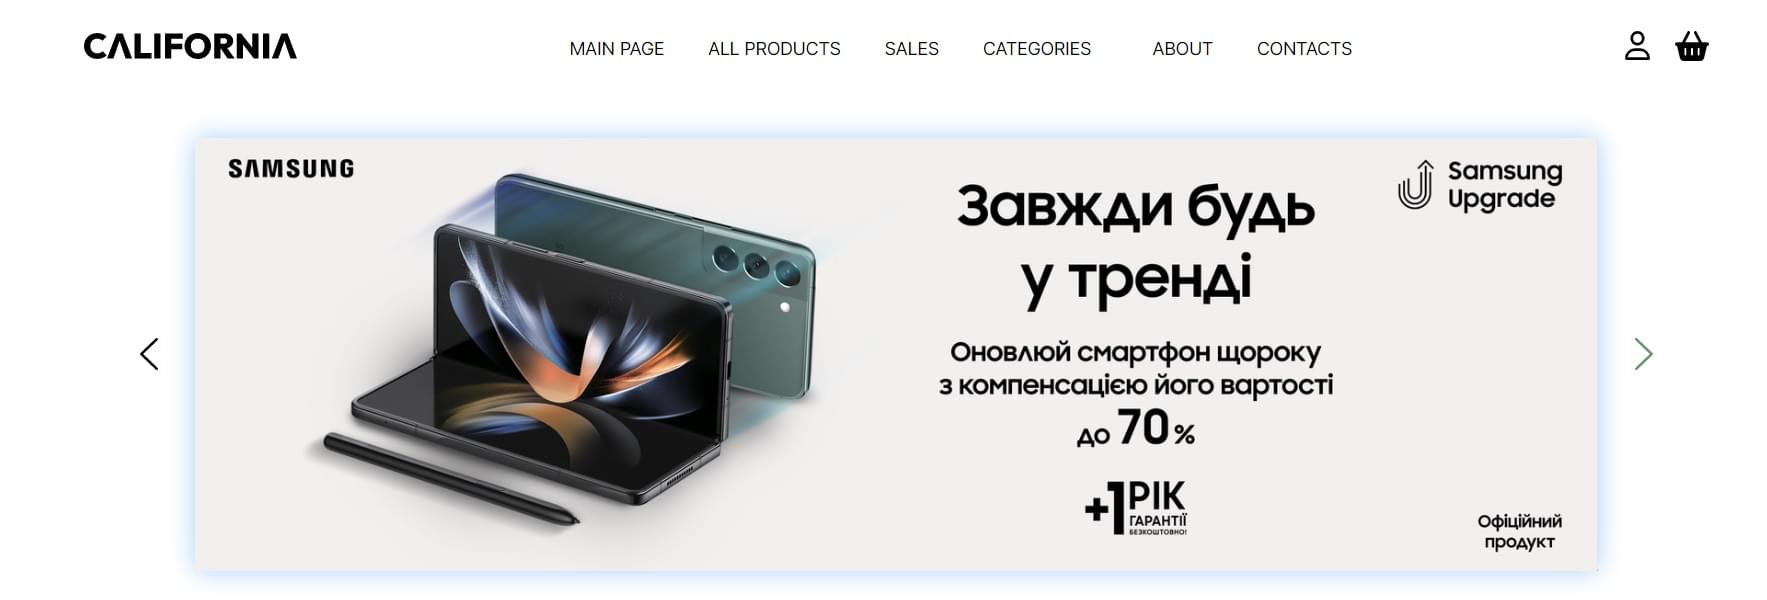 CALIFORNIA
MAIN PAGE
ALL PRODUCTS
SALES
CATEGORIES
ABOUT
CONTACTS
SAMSUNG
Samsung
Upgrade
Завжди будь
у тренді
Оновлюй смартфон щороку
з компенсацією його вартості
до 70%
+1 РІК
ГАРАНТІЇ
БЕЗКОШТОВНО!
Офіційний
продукт